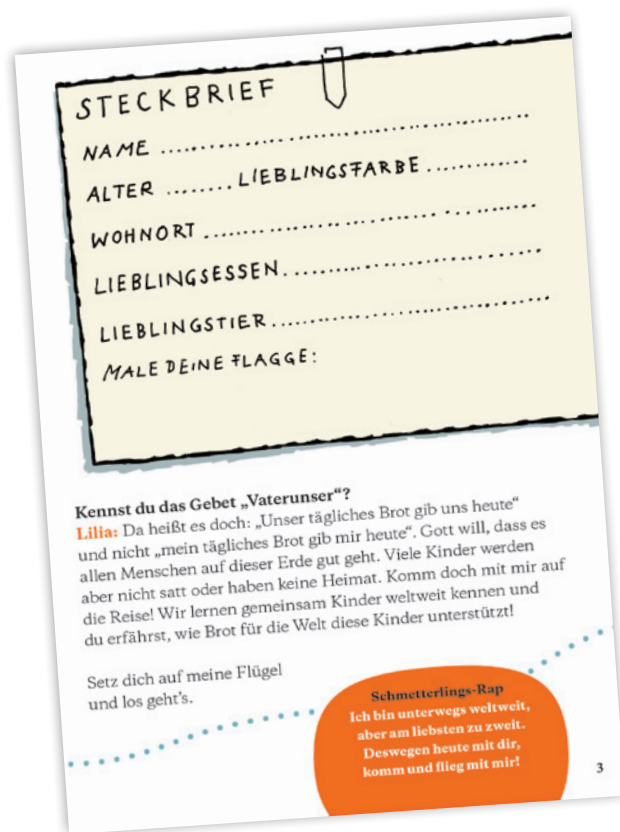 STECKBRIEF
NAME ..............................................
ALTER ........ LIEBLINGSFARBE ............
WOHNORT .......................................
LIEBLINGSESSEN..............................
LIEBLINGSTIER................................
MALE DEINE FLAGGE:
Kennst du das Gebet „Vaterunser“?
Lilia: Da heißt es doch: „Unser tägliches Brot gib uns heute“
und nicht „mein tägliches Brot gib mir heute“. Gott will, dass es
allen Menschen auf dieser Erde gut geht. Viele Kinder werden
aber nicht satt oder haben keine Heimat. Komm doch mit mir auf
die Reise! Wir lernen gemeinsam Kinder weltweit kennen und
du erfährst, wie Brot für die Welt diese Kinder unterstützt!
Setz dich auf meine Flügel
und los geht's.
Schmetterlings-Rap
Ich bin unterwegs weltweit,
aber am liebsten zu zweit.
Deswegen heute mit dir,
komm und flieg mit mir!
3